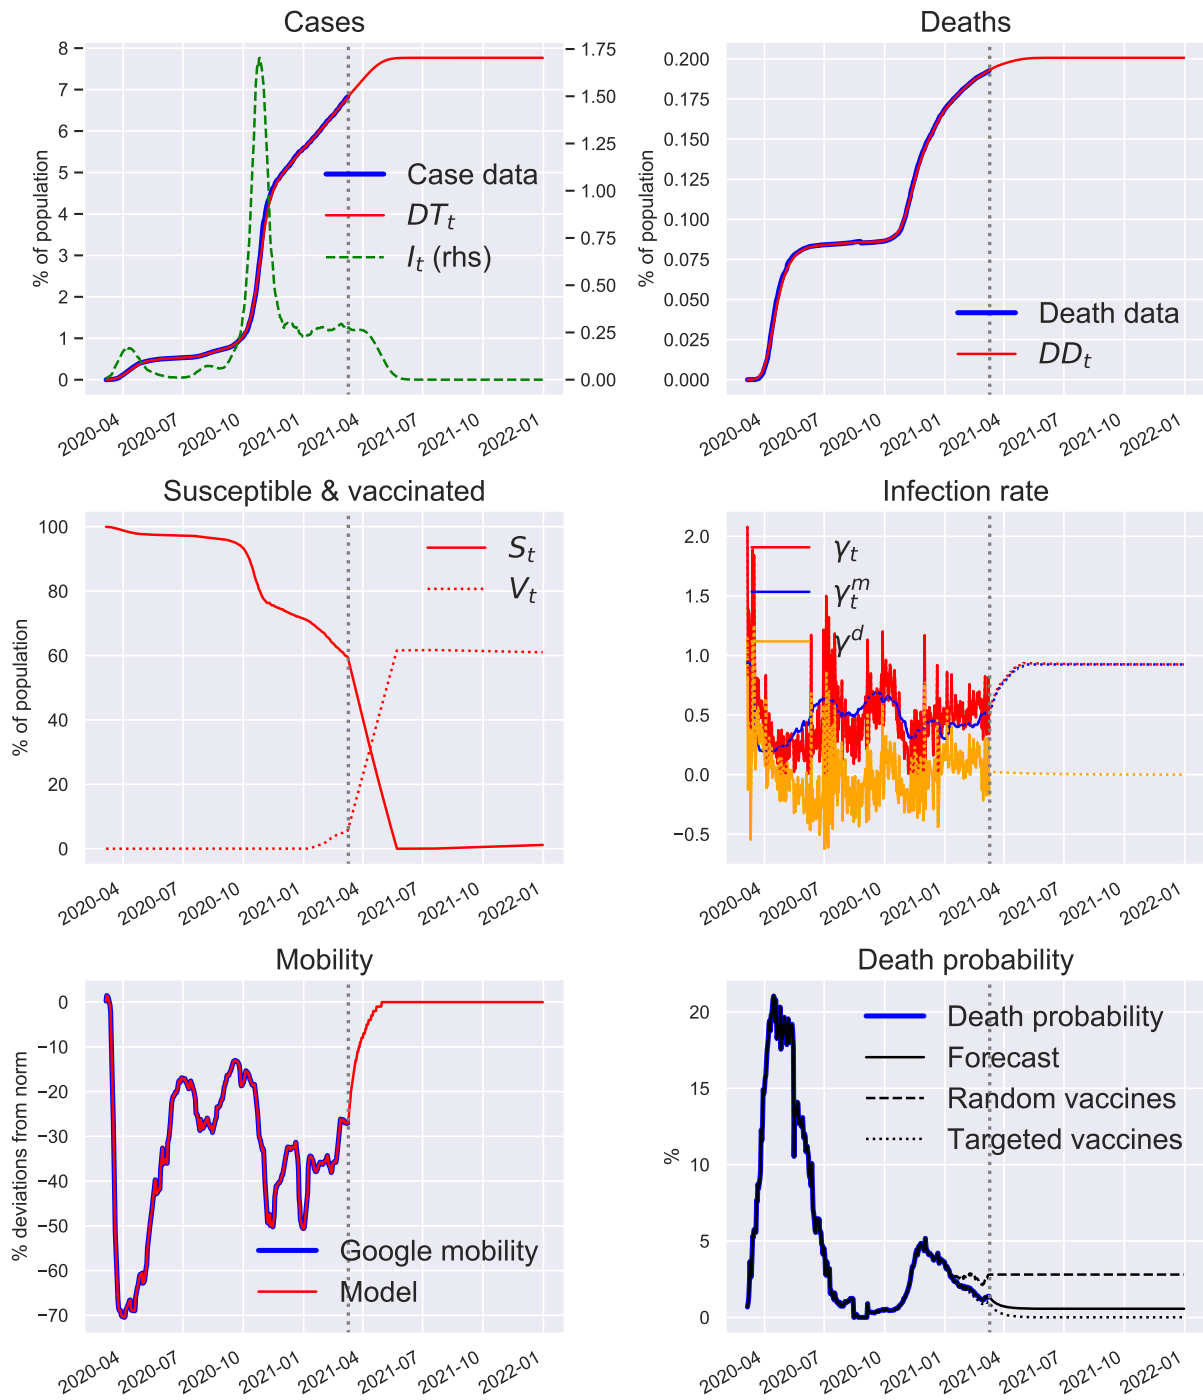 Cases
% of population
8
7
6
5
4
3
2
1
0
1.75
1.50
1.25
1.00
0.75
0.50
0.25
0.00
Case data
DT_t
I_t (rhs)
2020-04 2020-07 2020-10 2021-01 2021-04 2021-07 2021-10 2022-01
Deaths
% of population
0.200
0.175
0.150
0.125
0.100
0.075
0.050
0.025
0.000
Death data
DD_t
2020-04 2020-07 2020-10 2021-01 2021-04 2021-07 2021-10 2022-01
Susceptible & vaccinated
% of population
100
80
60
40
20
0
S_t
V_t
2020-04 2020-07 2020-10 2021-01 2021-04 2021-07 2021-10 2022-01
Infection rate
2.0
1.5
1.0
0.5
0.0
−0.5
γ_t
γ_t^m
γ^d
2020-04 2020-07 2020-10 2021-01 2021-04 2021-07 2021-10 2022-01
Mobility
% deviations from norm
0
−10
−20
−30
−40
−50
−60
−70
Google mobility
Model
2020-04 2020-07 2020-10 2021-01 2021-04 2021-07 2021-10 2022-01
Death probability
%
20
15
10
5
0
Death probability
Forecast
Random vaccines
Targeted vaccines
2020-04 2020-07 2020-10 2021-01 2021-04 2021-07 2021-10 2022-01